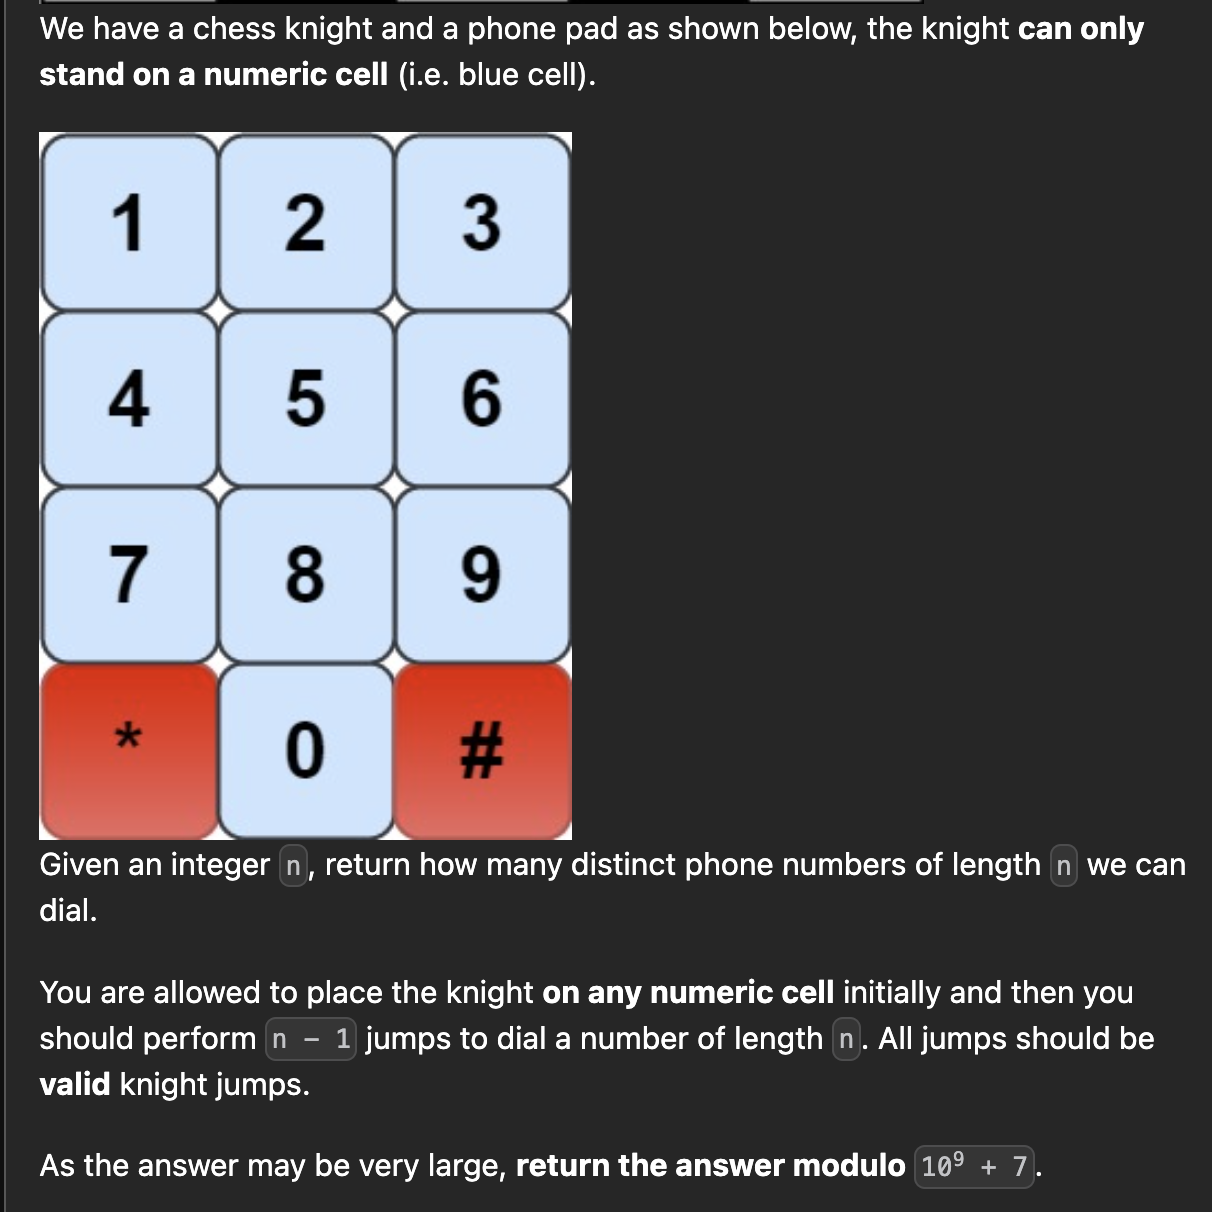 We have a chess knight and a phone pad as shown below, the knight can only
stand on a numeric cell (i.e. blue cell).
1 2 3
4 5 6
7 8 9
* 0 #
Given an integer n, return how many distinct phone numbers of length n we can
dial.
You are allowed to place the knight on any numeric cell initially and then you
should perform n - 1 jumps to dial a number of length n. All jumps should be
valid knight jumps.
As the answer may be very large, return the answer modulo 10⁹ + 7.